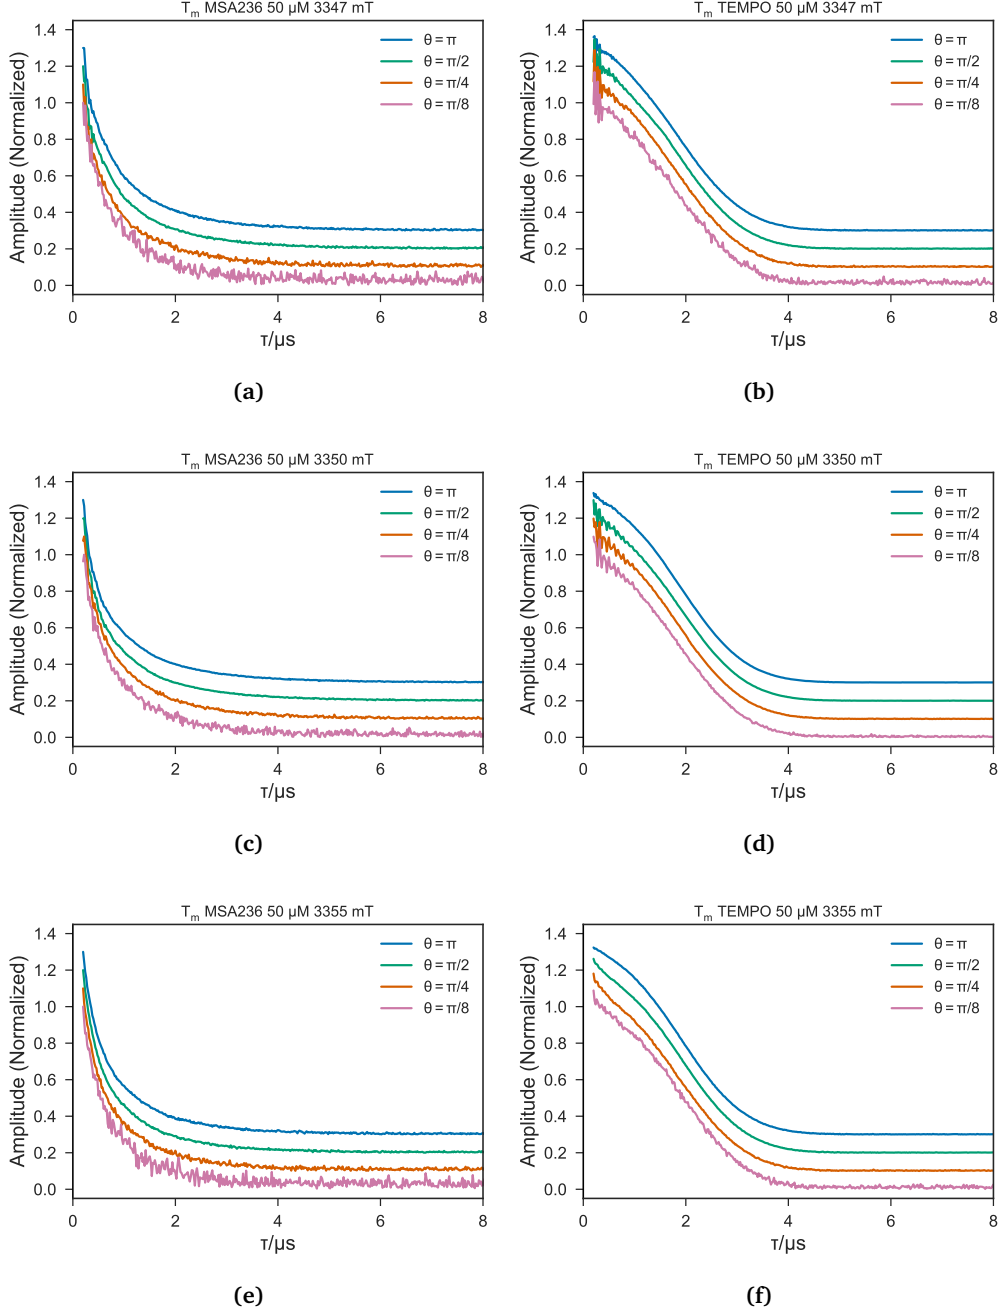 T_m MSA236 50 µM 3347 mT
Amplitude (Normalized)
1.4
1.2
1.0
0.8
0.6
0.4
0.2
0.0
θ = π
θ = π/2
θ = π/4
θ = π/8
0 2 4 6 8
τ/µs
(a)
T_m TEMPO 50 µM 3347 mT
Amplitude (Normalized)
1.4
1.2
1.0
0.8
0.6
0.4
0.2
0.0
θ = π
θ = π/2
θ = π/4
θ = π/8
0 2 4 6 8
τ/µs
(b)
T_m MSA236 50 µM 3350 mT
Amplitude (Normalized)
1.4
1.2
1.0
0.8
0.6
0.4
0.2
0.0
θ = π
θ = π/2
θ = π/4
θ = π/8
0 2 4 6 8
τ/µs
(c)
T_m TEMPO 50 µM 3350 mT
Amplitude (Normalized)
1.4
1.2
1.0
0.8
0.6
0.4
0.2
0.0
θ = π
θ = π/2
θ = π/4
θ = π/8
0 2 4 6 8
τ/µs
(d)
T_m MSA236 50 µM 3355 mT
Amplitude (Normalized)
1.4
1.2
1.0
0.8
0.6
0.4
0.2
0.0
θ = π
θ = π/2
θ = π/4
θ = π/8
0 2 4 6 8
τ/µs
(e)
T_m TEMPO 50 µM 3355 mT
Amplitude (Normalized)
1.4
1.2
1.0
0.8
0.6
0.4
0.2
0.0
θ = π
θ = π/2
θ = π/4
θ = π/8
0 2 4 6 8
τ/µs
(f)